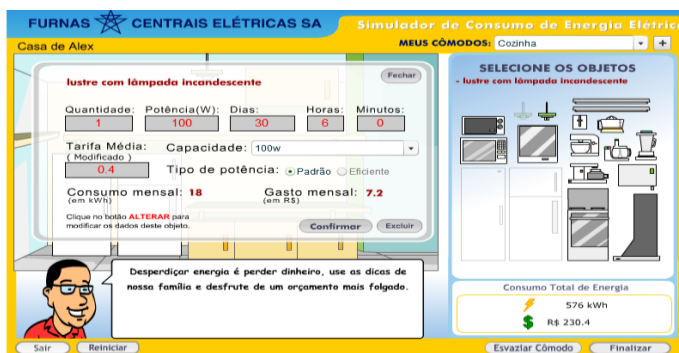 FURNAS CENTRAIS ELÉTRICAS SA
Simulador de Consumo de Energia Elétric
Casa de Alex
MEUS CÔMODOS: Cozinha
+
lustre com lâmpada incandescente
Fechar
Quantidade: Potência(W): Dias: Horas: Minutos:
1 100 30 6 0
Tarifa Média: Capacidade: 100w
( Modificado )
0.4
Tipo de potência: Padrão Eficiente
Consumo mensal: 18 Gasto mensal: 7.2
(em kWh) (em R$)
Clique no botão ALTERAR para
modificar os dados deste objeto.
Confirmar Excluir
SELECIONE OS OBJETOS
- lustre com lâmpada incandescente
Desperdiçar energia é perder dinheiro, use as dicas de
nossa família e desfrute de um orçamento mais folgado.
Consumo Total de Energia
576 kWh
$ R$ 230.4
Sair Reiniciar Esvaziar Cômodo Finalizar